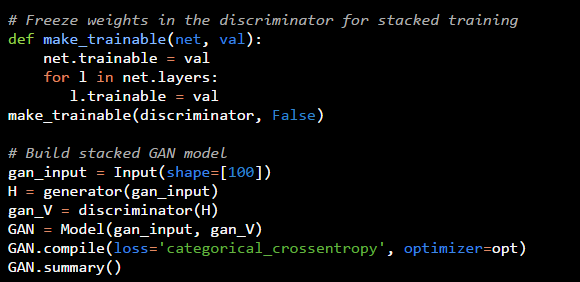 # Freeze weights in the discriminator for stacked training
def make_trainable(net, val):
    net.trainable = val
    for l in net.layers:
        l.trainable = val
make_trainable(discriminator, False)

# Build stacked GAN model
gan_input = Input(shape=[100])
H = generator(gan_input)
gan_V = discriminator(H)
GAN = Model(gan_input, gan_V)
GAN.compile(loss='categorical_crossentropy', optimizer=opt)
GAN.summary()